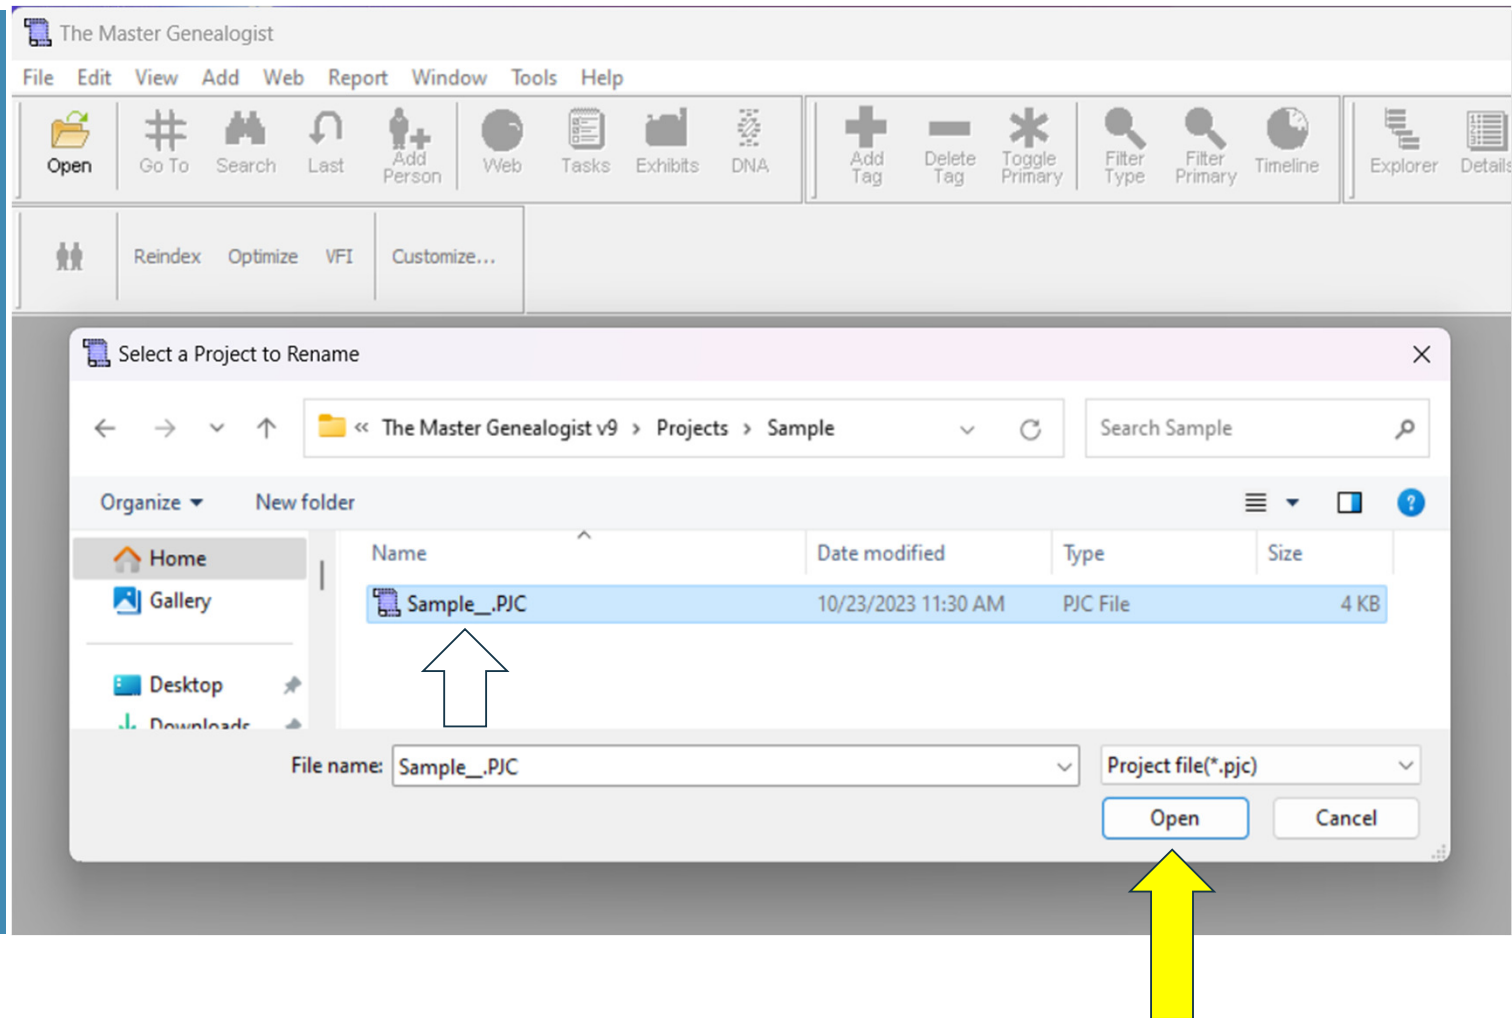 The Master Genealogist
File Edit View Add Web Report Window Tools Help
Open Go To Search Last Add Person Web Tasks Exhibits DNA Add Tag Delete Tag Toggle Primary Filter Type Filter Primary Timeline Explorer Details
Reindex Optimize VFI Customize...
Select a Project to Rename
« The Master Genealogist v9 › Projects › Sample Search Sample
Organize New folder ?
Home Name Date modified Type Size
Sample__.PJC 10/23/2023 11:30 AM PJC File 4 KB
Gallery
Desktop
Downloads
File name: Sample__.PJC Project file(*.pjc)
Open Cancel